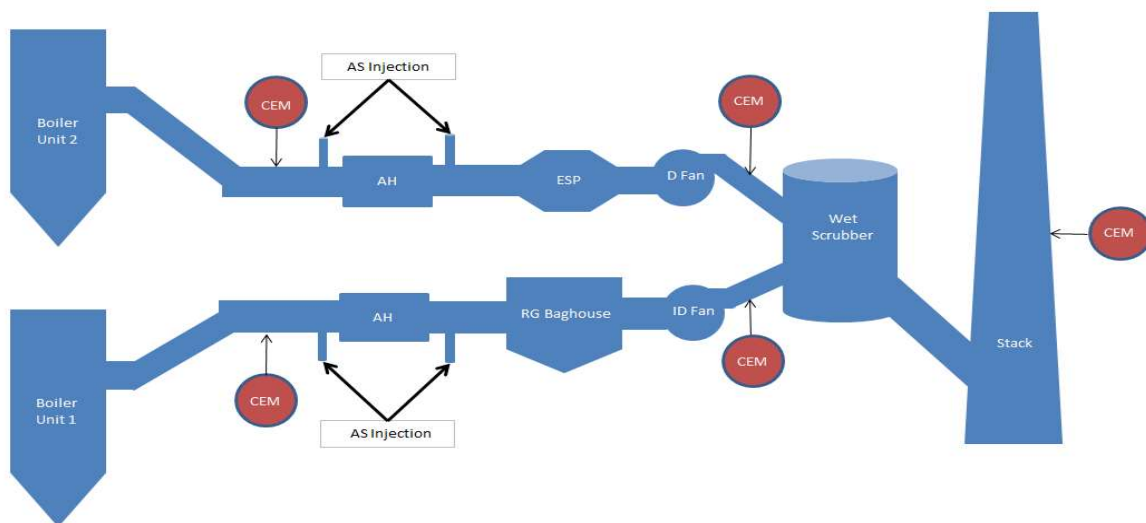 AS Injection
CEM
CEM
Boiler
Unit 2
AH
ESP
D Fan
Wet
Scrubber
CEM
AH
RG Baghouse
ID Fan
Stack
CEM
CEM
Boiler
Unit 1
AS Injection